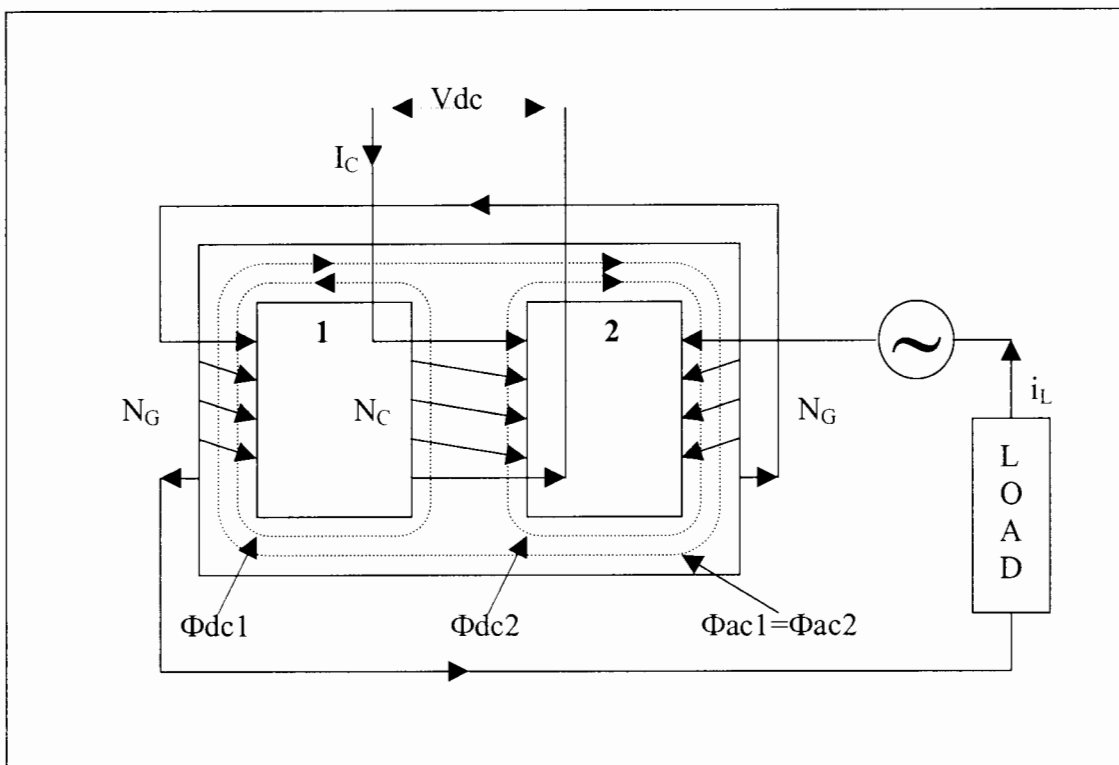 Vdc
I_C
1
2
~
N_G
N_C
N_G
i_L
L
O
A
D
Φdc1
Φdc2
Φac1=Φac2